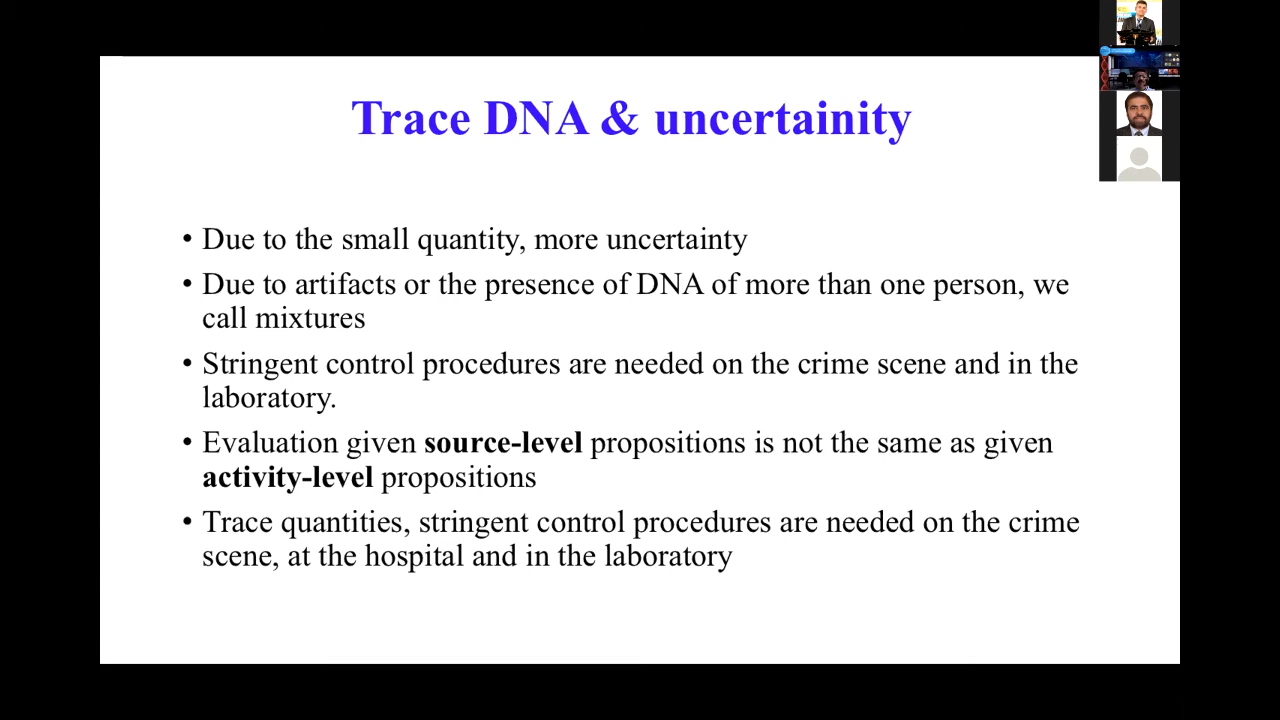 Trace DNA & uncertainity
• Due to the small quantity, more uncertainty
• Due to artifacts or the presence of DNA of more than one person, we
call mixtures
• Stringent control procedures are needed on the crime scene and in the
laboratory.
• Evaluation given source-level propositions is not the same as given
activity-level propositions
• Trace quantities, stringent control procedures are needed on the crime
scene, at the hospital and in the laboratory